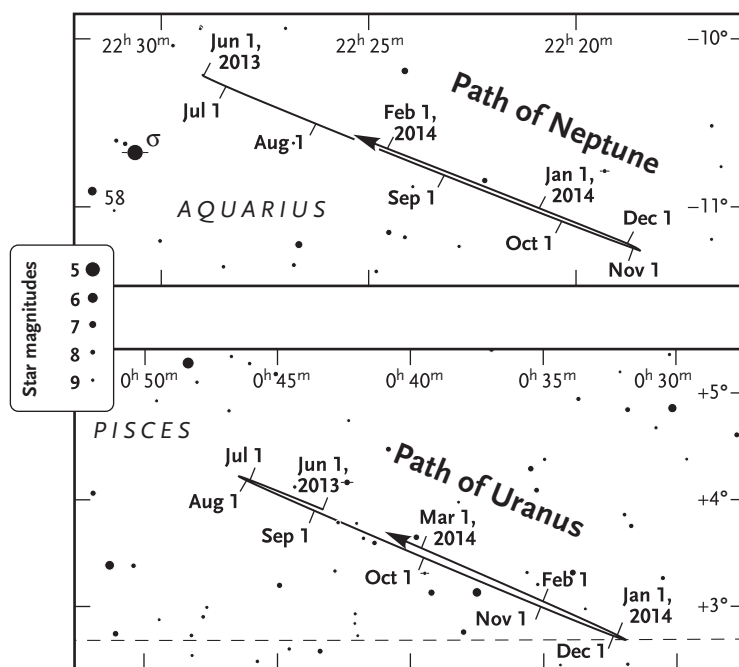 22h 30m
22h 25m
22h 20m
–10°
Jun 1,
2013
Jul 1
Aug 1
Feb 1,
2014
Path of Neptune
σ
Sep 1
Jan 1,
2014
58
AQUARIUS
Oct 1
Dec 1
Nov 1
–11°
Star magnitudes
5
6
7
8
9
0h 50m
0h 45m
0h 40m
0h 35m
0h 30m
+5°
PISCES
Jul 1
Jun 1,
2013
Aug 1
Sep 1
Path of Uranus
Mar 1,
2014
+4°
Oct 1
Feb 1
Nov 1
Jan 1,
2014
Dec 1
+3°